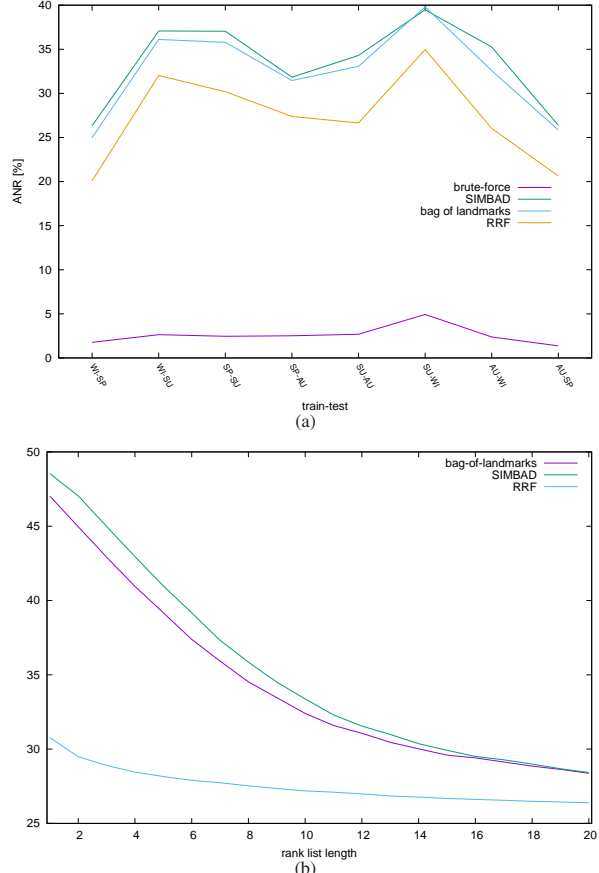 40
35
30
25
20
15
10
5
0
ANR [%]
brute-force
SIMBAD
bag of landmarks
RRF
WI-SP
WI-SU
SP-SU
SP-AU
SU-AU
SU-WI
AU-WI
AU-SP
train-test
(a)
50
45
40
35
30
25
bag-of-landmarks
SIMBAD
RRF
2 4 6 8 10 12 14 16 18 20
rank list length
(b)